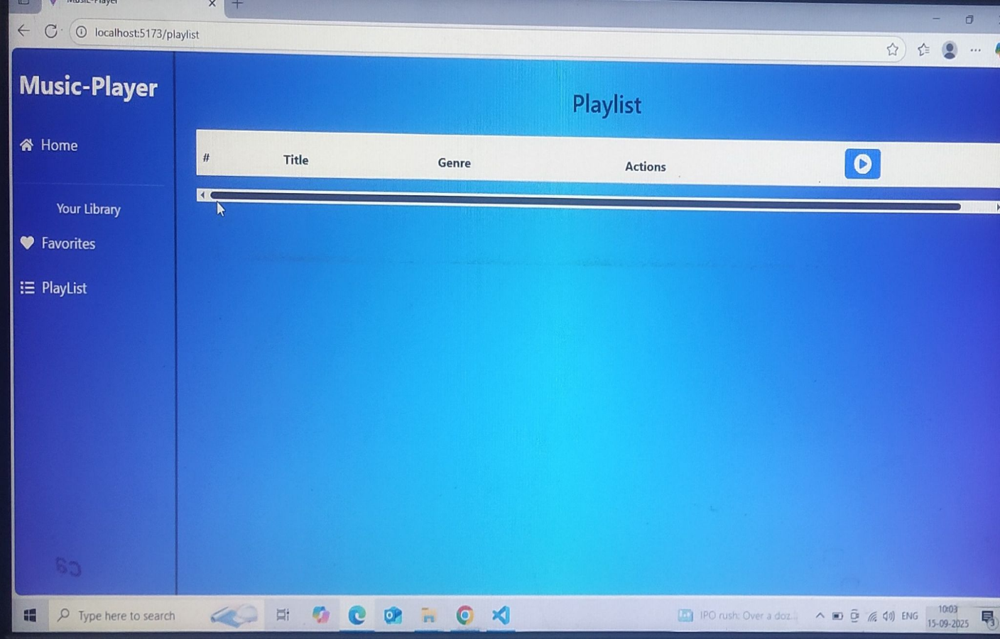 Music-Player
localhost:5173/playlist
Music-Player
Home
Your Library
Favorites
PlayList
Playlist
# Title Genre Actions
Type here to search
IPO rush: Over a doz...
ENG
10:03
15-09-2025
3